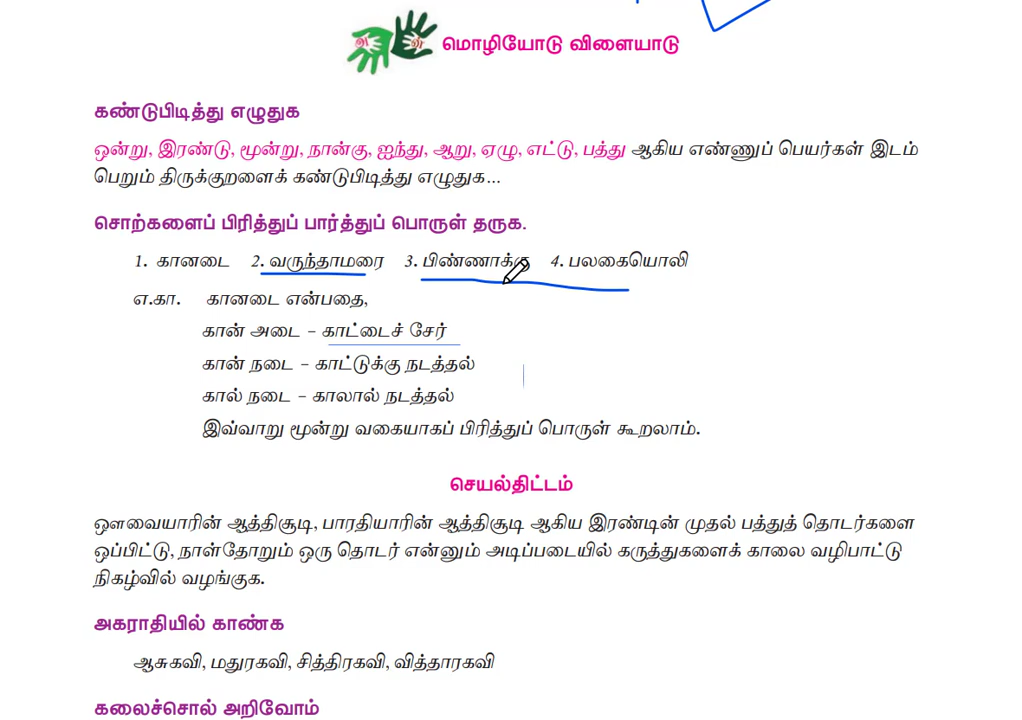 மொழியோடு விளையாடு
கண்டுபிடித்து எழுதுக
ஒன்று, இரண்டு, மூன்று, நான்கு, ஐந்து, ஆறு, ஏழு, எட்டு, பத்து ஆகிய எண்ணுப் பெயர்கள் இடம்
பெறும் திருக்குறளைக் கண்டுபிடித்து எழுதுக...
சொற்களைப் பிரித்துப் பார்த்துப் பொருள் தருக.
1. கானடை 2. வருந்தாமரை 3. பிண்ணாக்கு 4. பலகையொலி
எ.கா. கானடை என்பதை,
கான் அடை – காட்டைச் சேர்
கான் நடை – காட்டுக்கு நடத்தல்
கால் நடை – காலால் நடத்தல்
இவ்வாறு மூன்று வகையாகப் பிரித்துப் பொருள் கூறலாம்.
செயல்திட்டம்
ஔவையாரின் ஆத்திசூடி, பாரதியாரின் ஆத்திசூடி ஆகிய இரண்டின் முதல் பத்துத் தொடர்களை
ஒப்பிட்டு, நாள்தோறும் ஒரு தொடர் என்னும் அடிப்படையில் கருத்துகளைக் காலை வழிபாட்டு
நிகழ்வில் வழங்குக.
அகராதியில் காண்க
ஆசுகவி, மதுரகவி, சித்திரகவி, வித்தாரகவி
கலைச்சொல் அறிவோம்